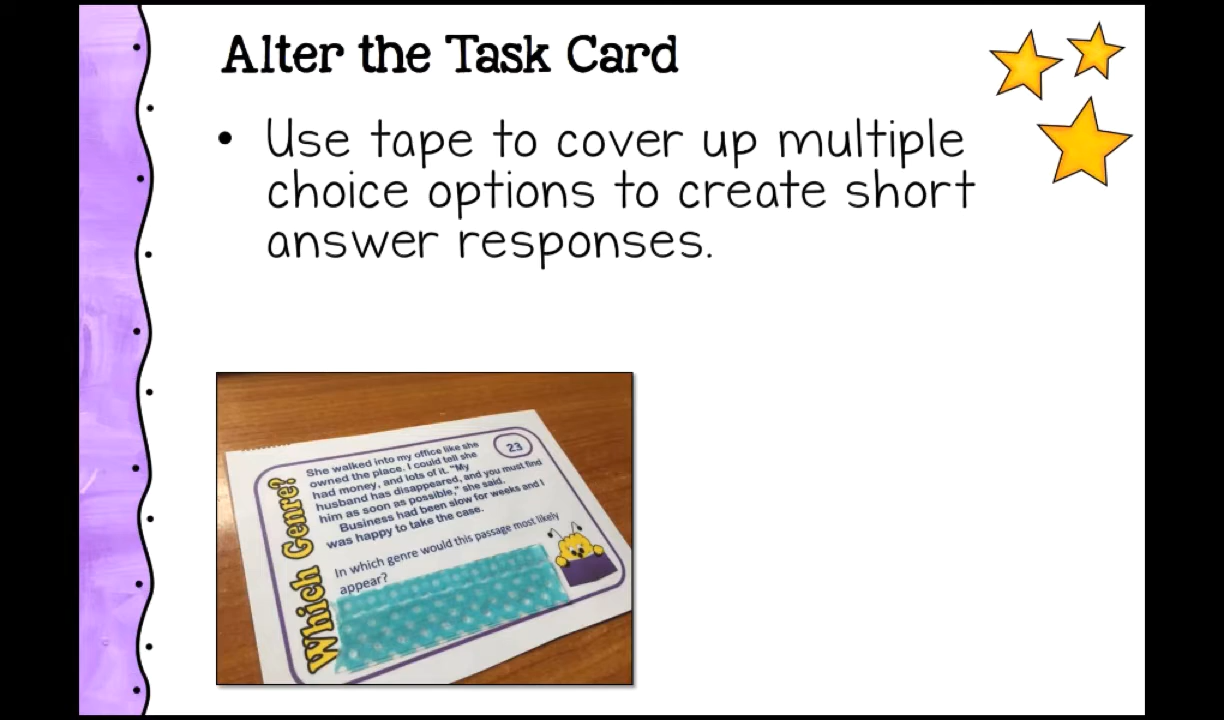 Alter the Task Card
• Use tape to cover up multiple
choice options to create short
answer responses.
Which Genre?
23
She walked into my office like she
owned the place. I could tell she
had money, and lots of it. "My
husband has disappeared, and you must find
him as soon as possible," she said.
Business had been slow for weeks and I
was happy to take the case.
In which genre would this passage most likely
appear?